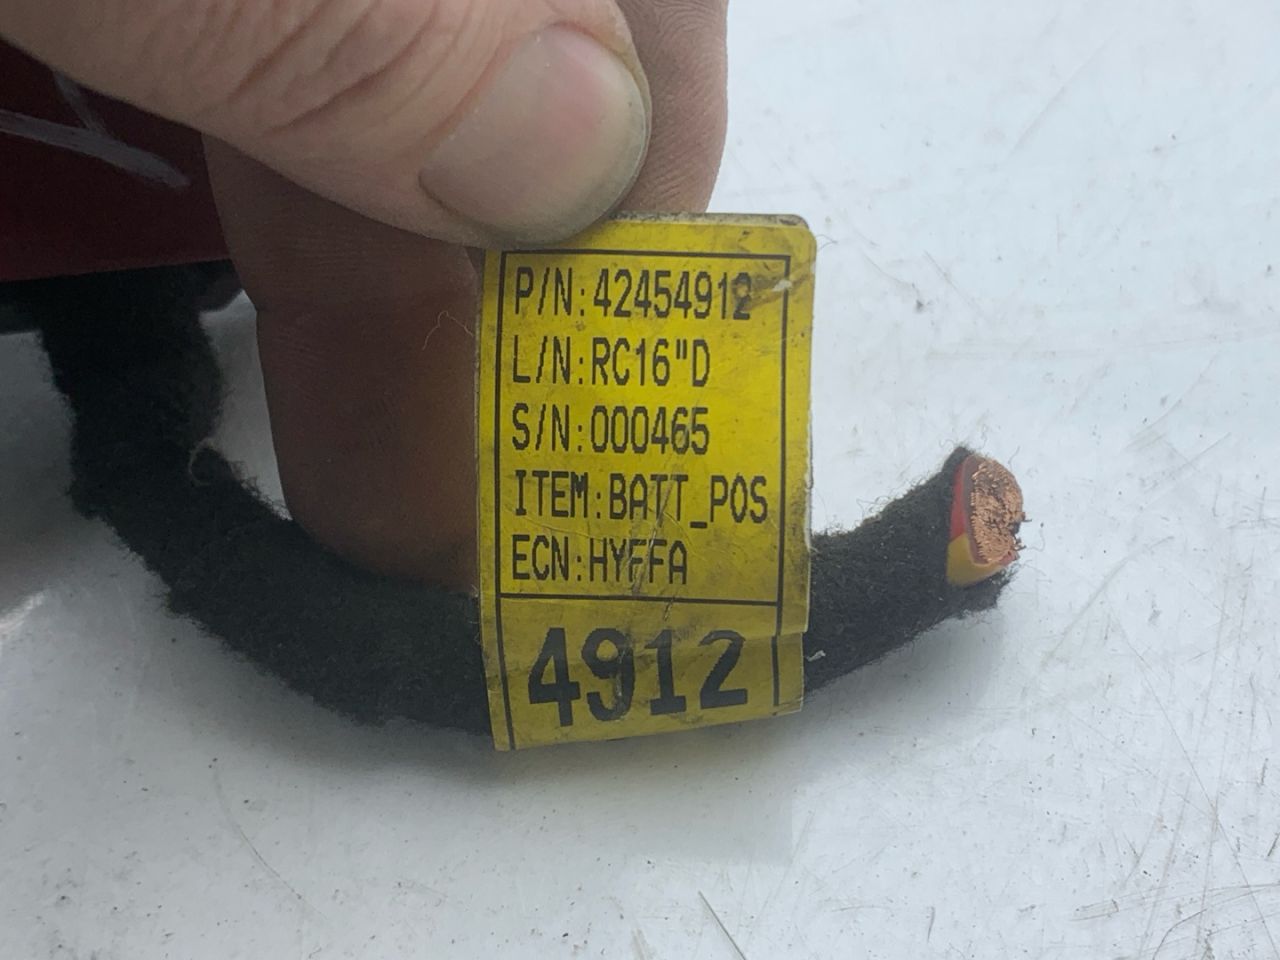 P/N:42454912
L/N:RC16"D
S/N:000465
ITEM:BATT_POS
ECN:HYFFA
4912